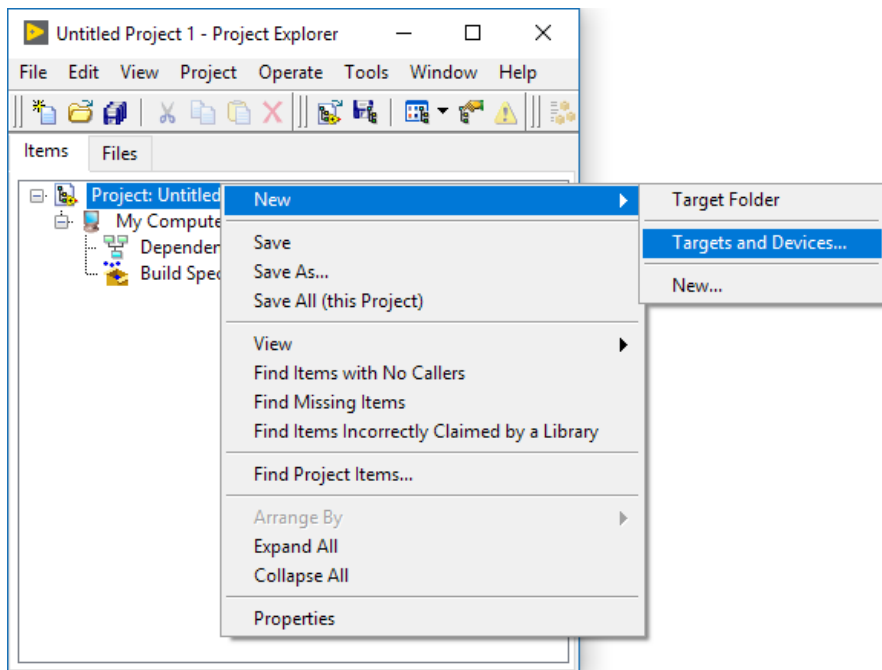 Untitled Project 1 - Project Explorer
File Edit View Project Operate Tools Window Help
Items Files
Project: Untitled
My Compute
Dependen
Build Spec
New
Save
Save As...
Save All (this Project)
View
Find Items with No Callers
Find Missing Items
Find Items Incorrectly Claimed by a Library
Find Project Items...
Arrange By
Expand All
Collapse All
Properties
Target Folder
Targets and Devices...
New...